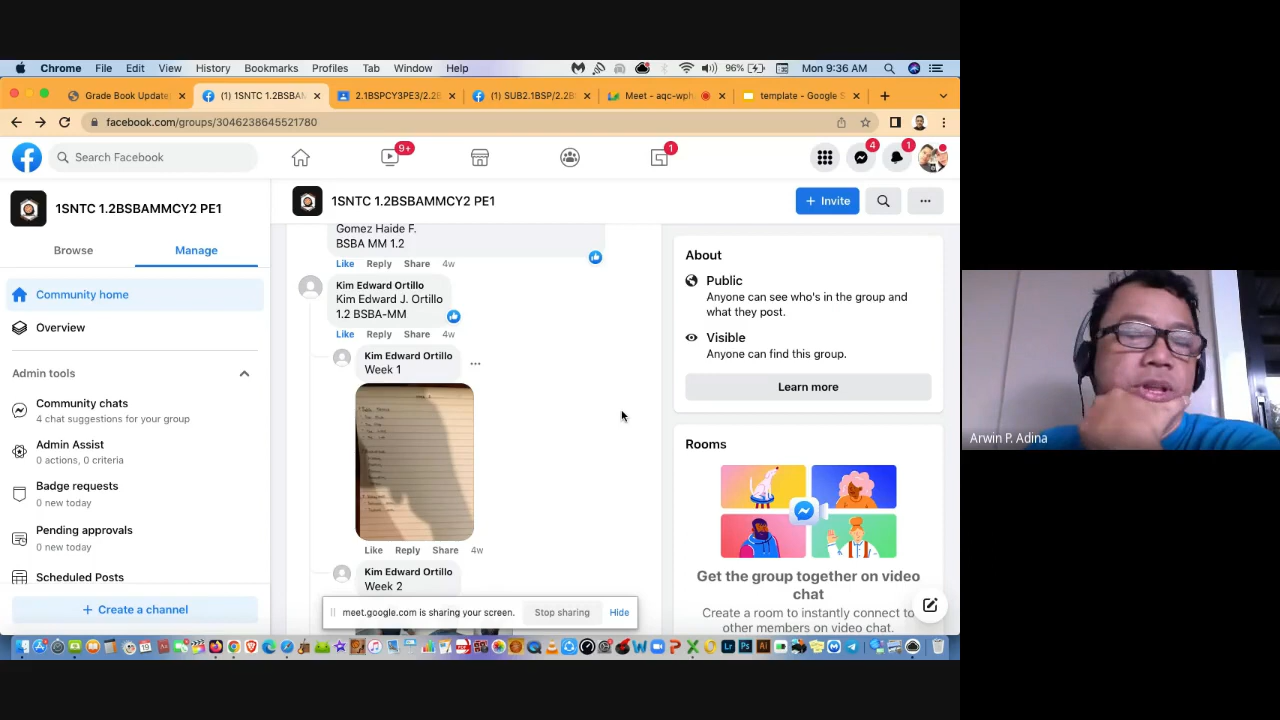 Chrome File Edit View History Bookmarks Profiles Tab Window Help 96% Mon 9:36 AM
Grade Book Update (1) 1SNTC 1.2BSBAM 2.1BSPCY3PE3/2.2B (1) SUB2.1BSP/2.2BS Meet - aqc-wph template - Google S
facebook.com/groups/3046238645521780
Search Facebook 9+ 1 4 1
1SNTC 1.2BSBAMMCY2 PE1
Browse Manage
Community home
Overview
Admin tools
Community chats
4 chat suggestions for your group
Admin Assist
0 actions, 0 criteria
Badge requests
0 new today
Pending approvals
0 new today
Scheduled Posts
+ Create a channel
1SNTC 1.2BSBAMMCY2 PE1
+ Invite
Gomez Haide F.
BSBA MM 1.2
Like Reply Share 4w
Kim Edward Ortillo
Kim Edward J. Ortillo
1.2 BSBA-MM
Like Reply Share 4w
Kim Edward Ortillo
Week 1
Like Reply Share 4w
Kim Edward Ortillo
Week 2
meet.google.com is sharing your screen. Stop sharing Hide
About
Public
Anyone can see who's in the group and
what they post.
Visible
Anyone can find this group.
Learn more
Rooms
Get the group together on video
chat
Create a room to instantly connect to
other members on video chat.
Arwin P. Adina